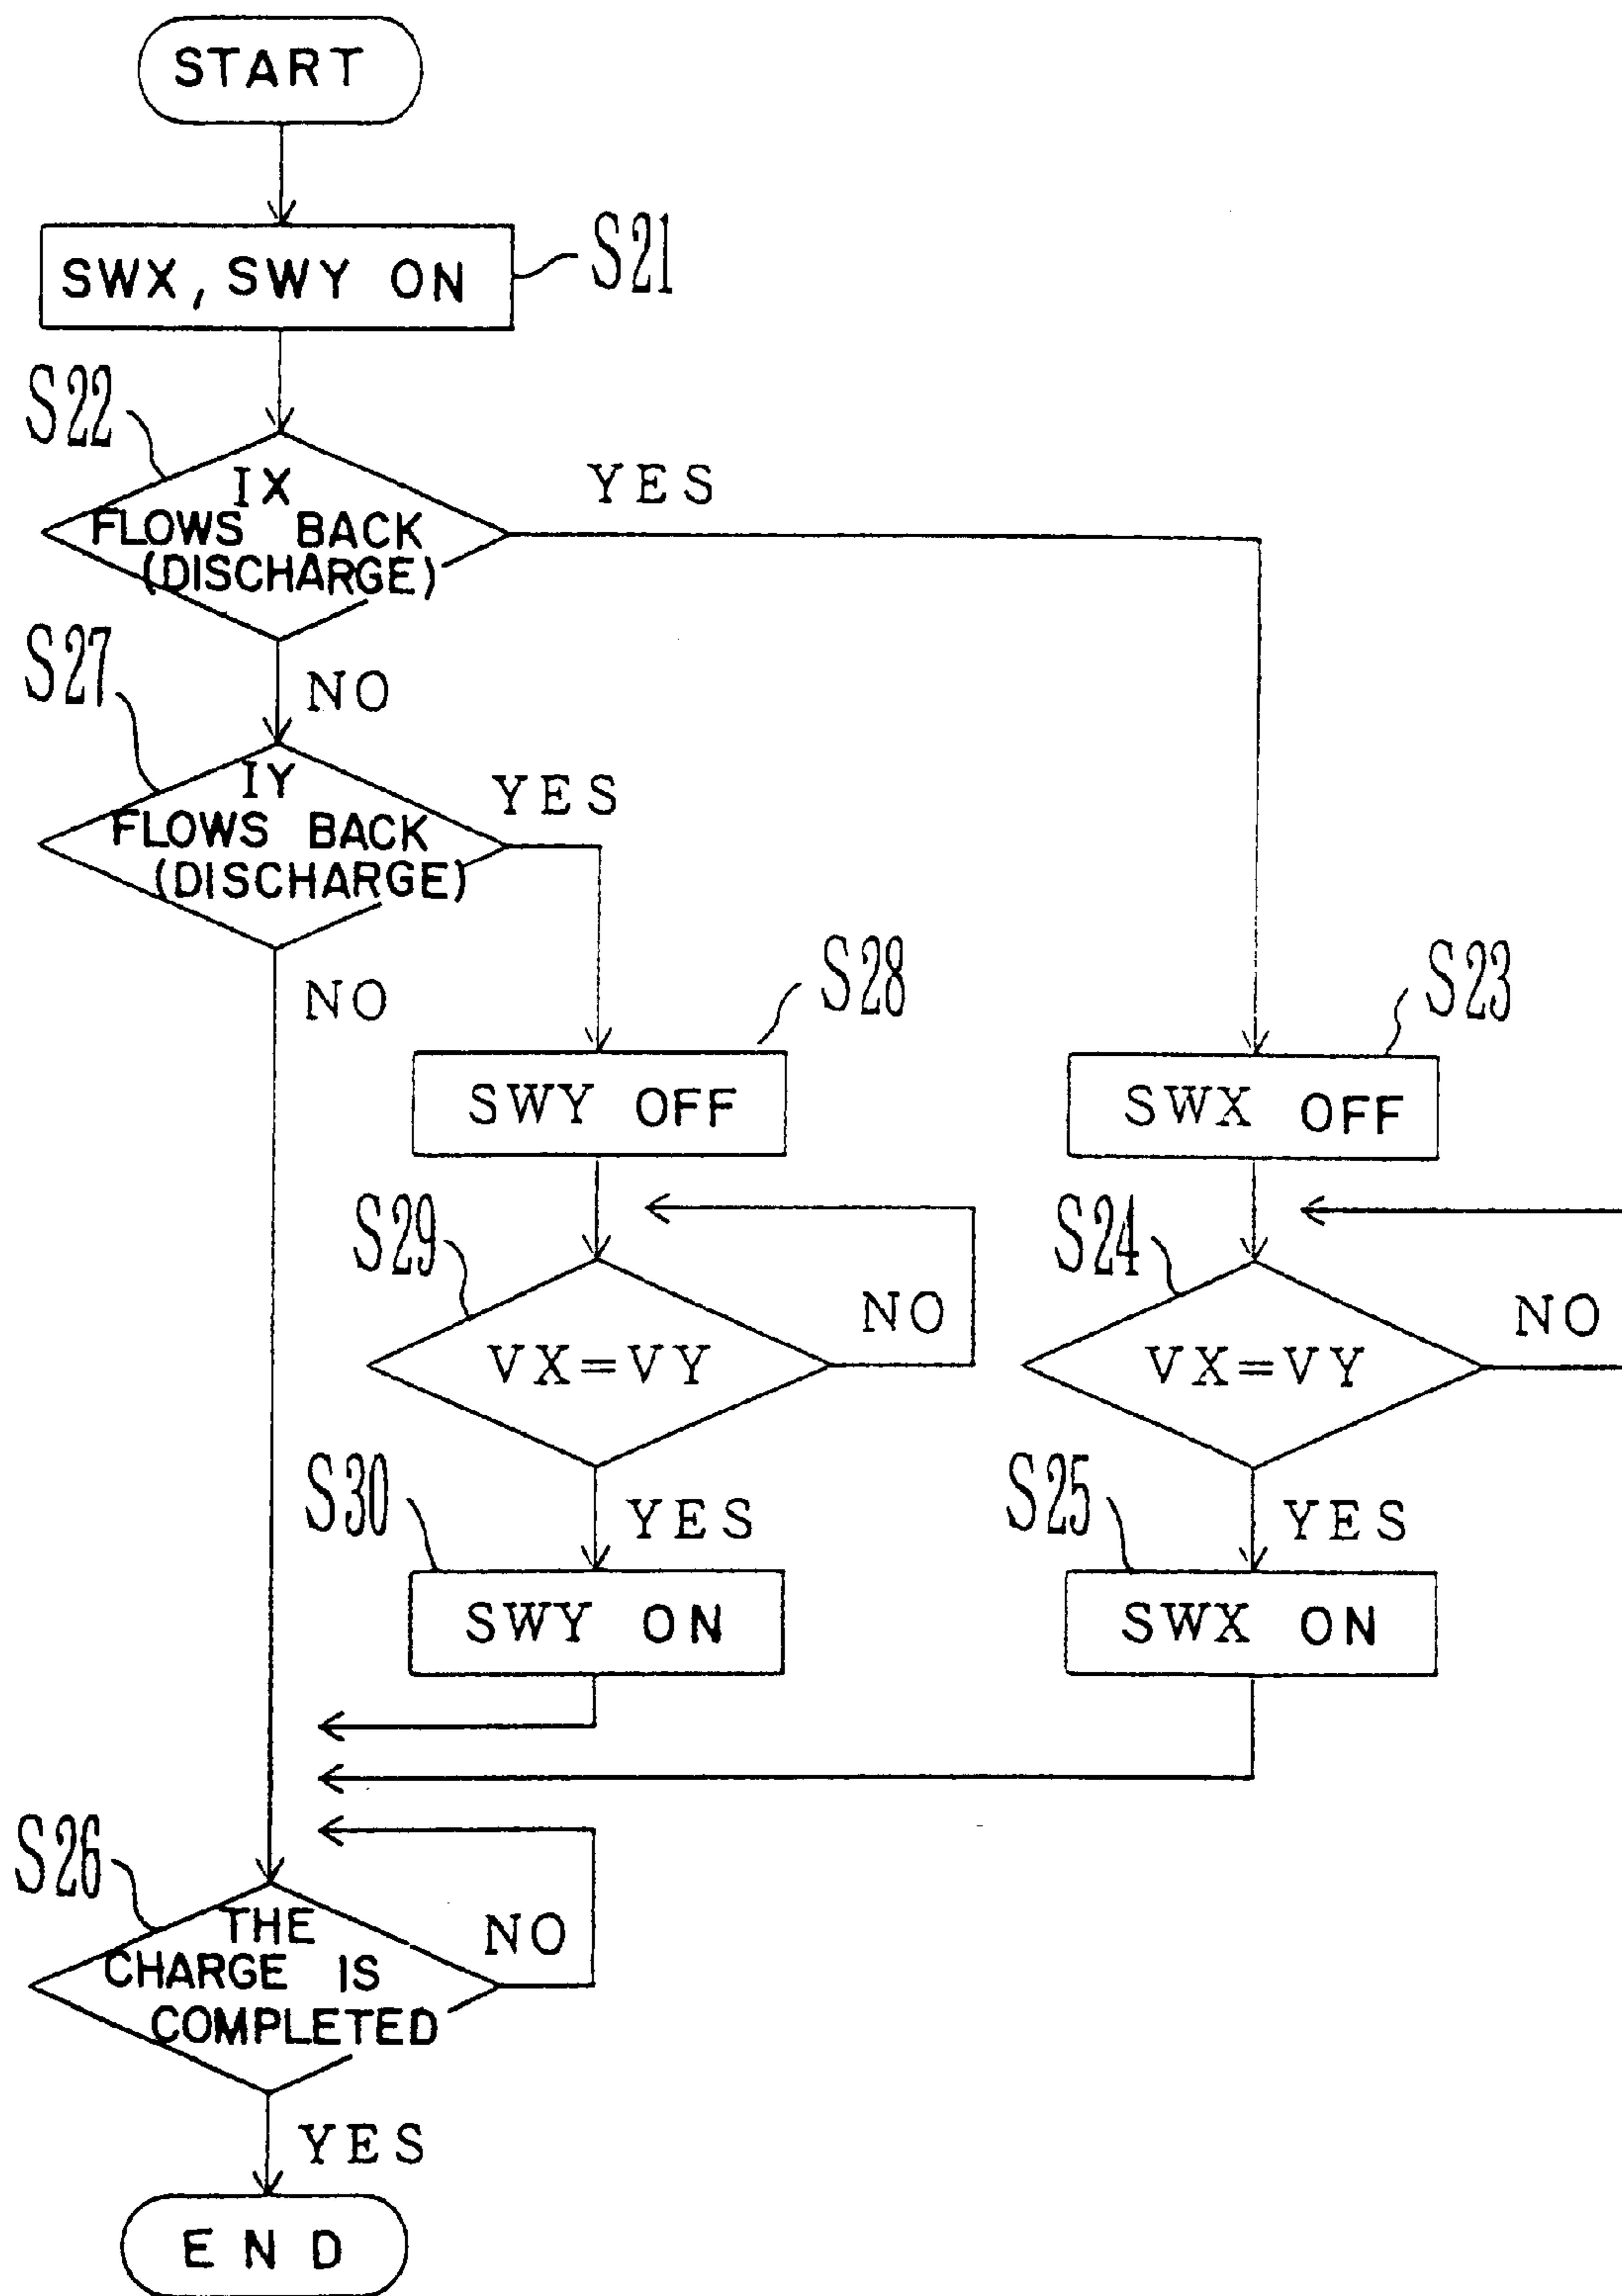 START
SWX, SWY ON
S21
S22
IX
FLOWS BACK
(DISCHARGE)
YES
NO
S27
IY
FLOWS BACK
(DISCHARGE)
YES
NO
S28
SWY OFF
S23
SWX OFF
S29
VX=VY
NO
S24
VX=VY
NO
YES
S30
SWY ON
YES
S25
SWX ON
S26
THE
CHARGE IS
COMPLETED
NO
YES
END